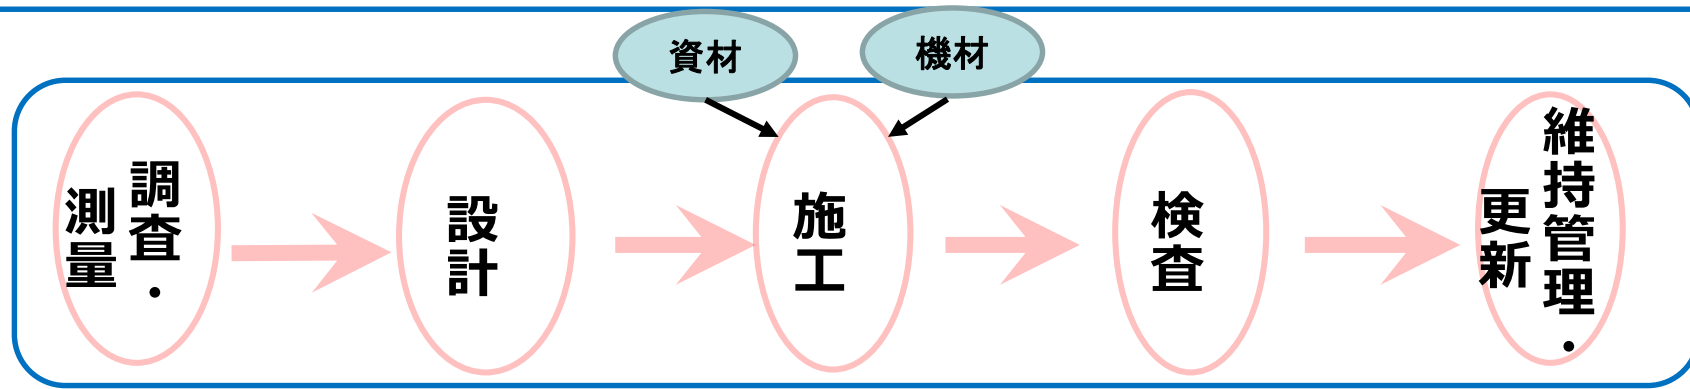 資材
機材
調査・
測量
設計
施工
検査
維持管理・
更新